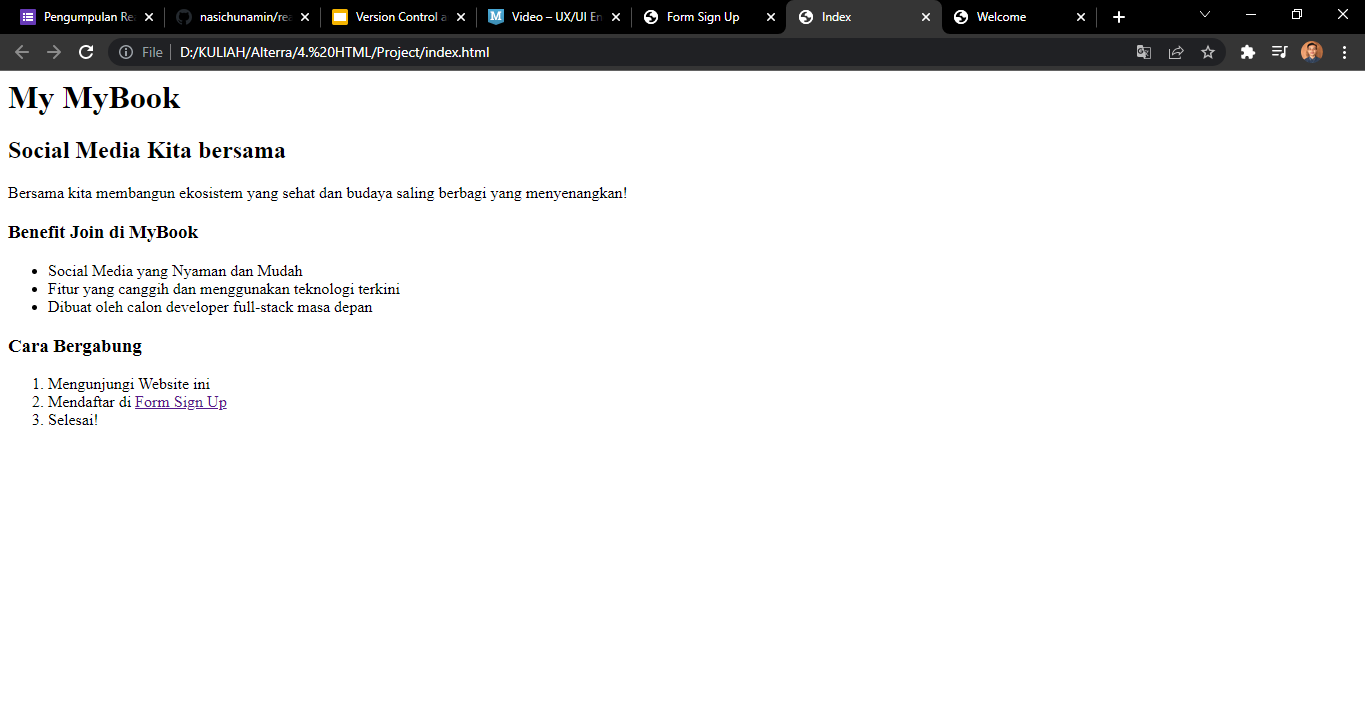 Pengumpulan Re
nasichunamin/rea
Version Control a
Video – UX/UI En
Form Sign Up
Index
Welcome
File D:/KULIAH/Alterra/4.%20HTML/Project/index.html
My MyBook
Social Media Kita bersama
Bersama kita membangun ekosistem yang sehat dan budaya saling berbagi yang menyenangkan!
Benefit Join di MyBook
• Social Media yang Nyaman dan Mudah
• Fitur yang canggih dan menggunakan teknologi terkini
• Dibuat oleh calon developer full-stack masa depan
Cara Bergabung
1. Mengunjungi Website ini
2. Mendaftar di Form Sign Up
3. Selesai!